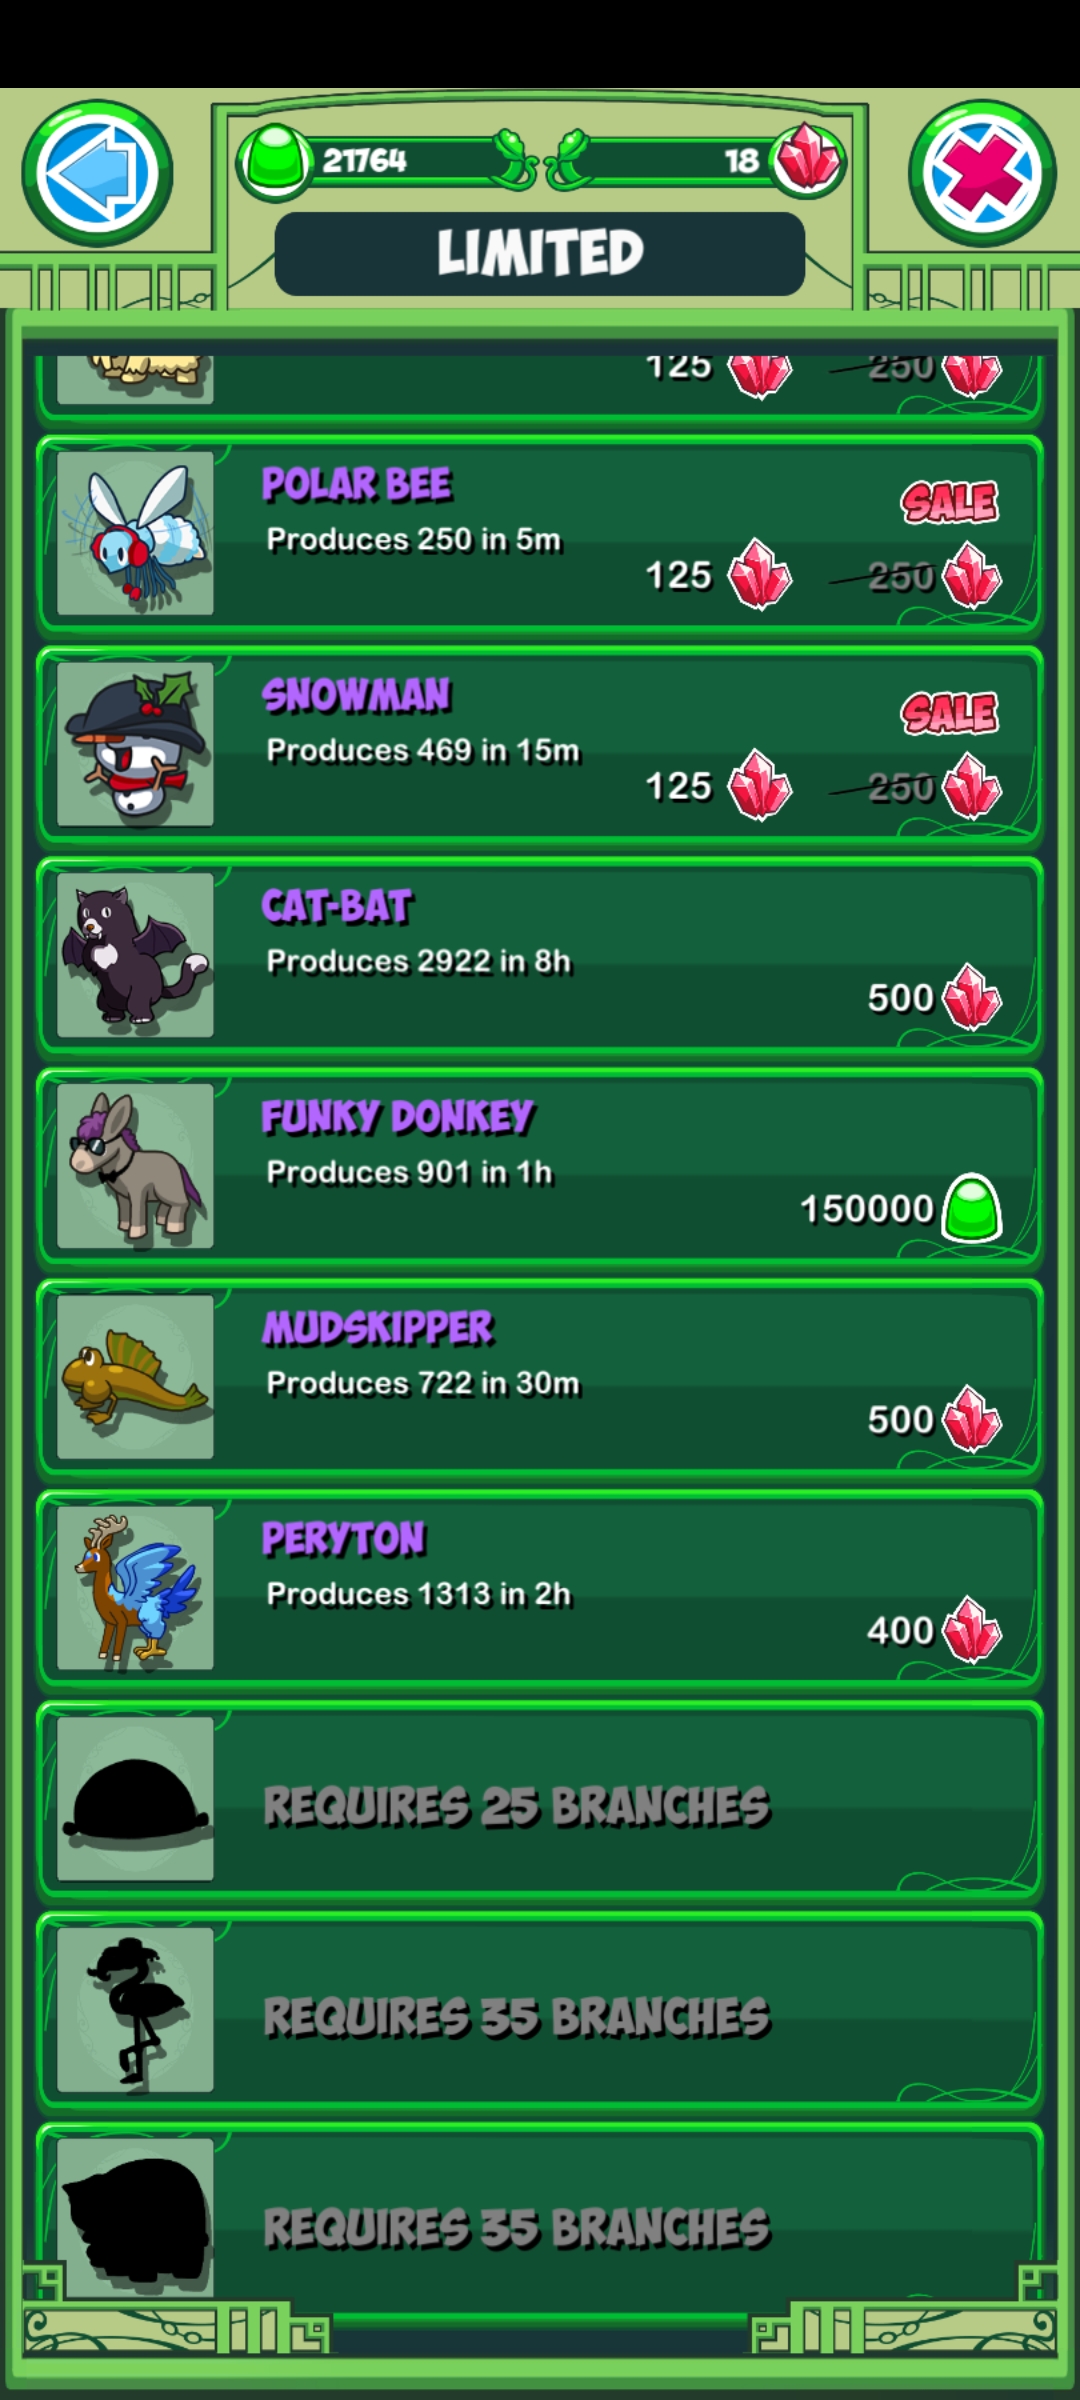 21764
18
LIMITED
125 250
POLAR BEE
SALE
Produces 250 in 5m
125 250
SNOWMAN
SALE
Produces 469 in 15m
125 250
CAT-BAT
Produces 2922 in 8h
500
FUNKY DONKEY
Produces 901 in 1h
150000
MUDSKIPPER
Produces 722 in 30m
500
PERYTON
Produces 1313 in 2h
400
REQUIRES 25 BRANCHES
REQUIRES 35 BRANCHES
REQUIRES 35 BRANCHES